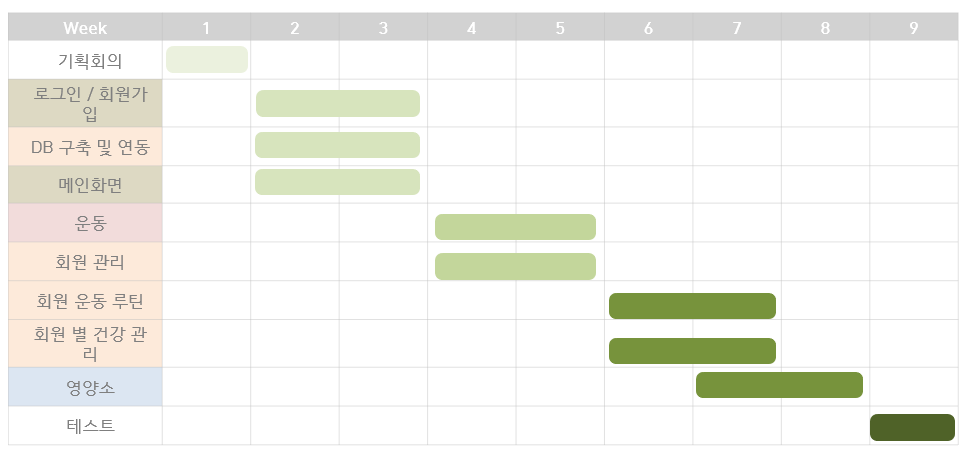 Week 1 2 3 4 5 6 7 8 9
기획회의
로그인 / 회원가
입
DB 구축 및 연동
메인화면
운동
회원 관리
회원 운동 루틴
회원 별 건강 관
리
영양소
테스트